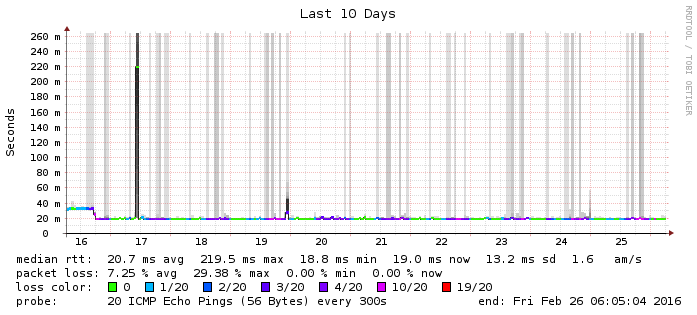 Last 10 Days
RRDTOOL / TOBI OETIKER
Seconds
260 m
240 m
220 m
200 m
180 m
160 m
140 m
120 m
100 m
80 m
60 m
40 m
20 m
0
16 17 18 19 20 21 22 23 24 25
median rtt: 20.7 ms avg 219.5 ms max 18.8 ms min 19.0 ms now 13.2 ms sd 1.6 am/s
packet loss: 7.25 % avg 29.38 % max 0.00 % min 0.00 % now
loss color: 0 1/20 2/20 3/20 4/20 10/20 19/20
probe: 20 ICMP Echo Pings (56 Bytes) every 300s end: Fri Feb 26 06:05:04 2016